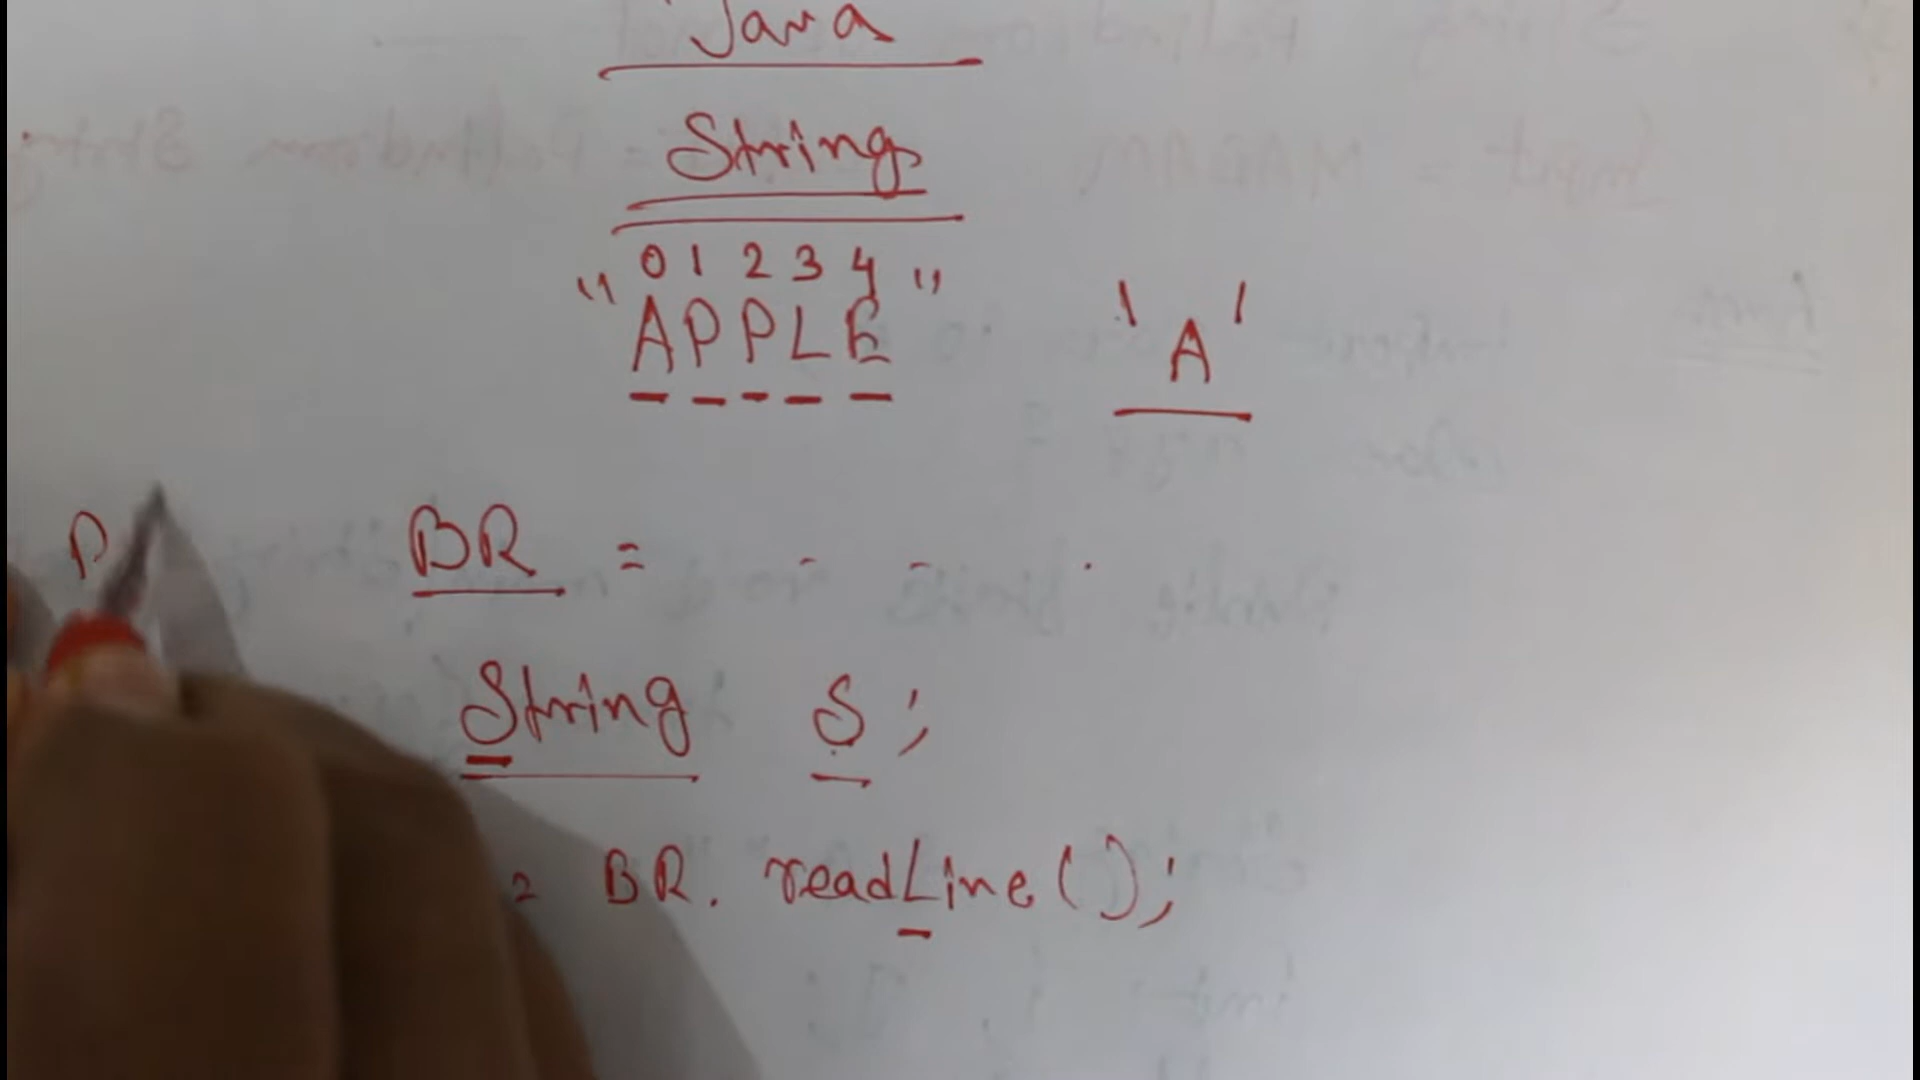 Java
String
0 1 2 3 4
" APPLE " ' A '
BR = - - .
String S ;
= BR. readLine ( ) ;